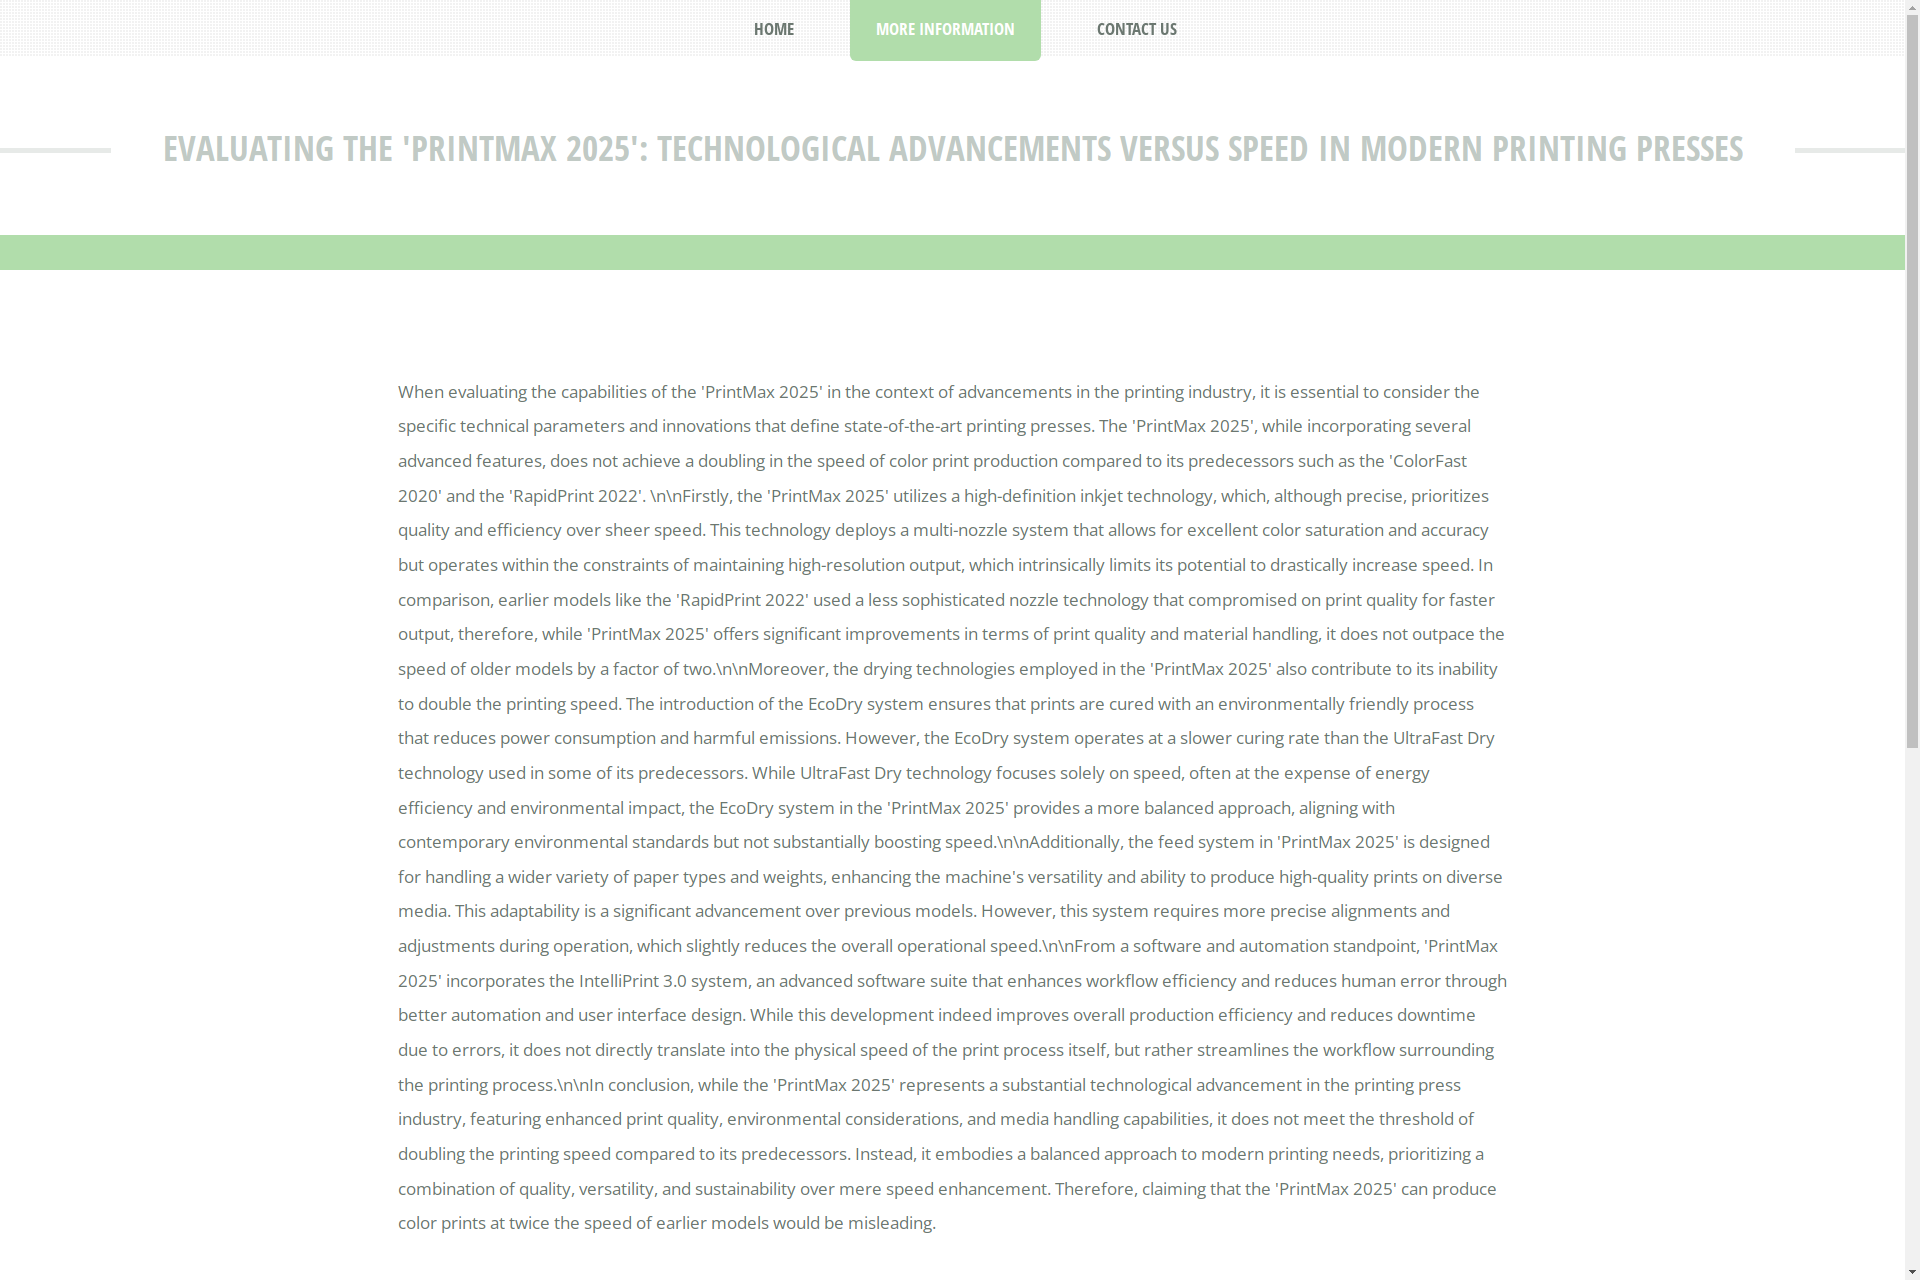 HOME
MORE INFORMATION
CONTACT US
EVALUATING THE 'PRINTMAX 2025': TECHNOLOGICAL ADVANCEMENTS VERSUS SPEED IN MODERN PRINTING PRESSES
When evaluating the capabilities of the 'PrintMax 2025' in the context of advancements in the printing industry, it is essential to consider the
specific technical parameters and innovations that define state-of-the-art printing presses. The 'PrintMax 2025', while incorporating several
advanced features, does not achieve a doubling in the speed of color print production compared to its predecessors such as the 'ColorFast
2020' and the 'RapidPrint 2022'. \n\nFirstly, the 'PrintMax 2025' utilizes a high-definition inkjet technology, which, although precise, prioritizes
quality and efficiency over sheer speed. This technology deploys a multi-nozzle system that allows for excellent color saturation and accuracy
but operates within the constraints of maintaining high-resolution output, which intrinsically limits its potential to drastically increase speed. In
comparison, earlier models like the 'RapidPrint 2022' used a less sophisticated nozzle technology that compromised on print quality for faster
output, therefore, while 'PrintMax 2025' offers significant improvements in terms of print quality and material handling, it does not outpace the
speed of older models by a factor of two.\n\nMoreover, the drying technologies employed in the 'PrintMax 2025' also contribute to its inability
to double the printing speed. The introduction of the EcoDry system ensures that prints are cured with an environmentally friendly process
that reduces power consumption and harmful emissions. However, the EcoDry system operates at a slower curing rate than the UltraFast Dry
technology used in some of its predecessors. While UltraFast Dry technology focuses solely on speed, often at the expense of energy
efficiency and environmental impact, the EcoDry system in the 'PrintMax 2025' provides a more balanced approach, aligning with
contemporary environmental standards but not substantially boosting speed.\n\nAdditionally, the feed system in 'PrintMax 2025' is designed
for handling a wider variety of paper types and weights, enhancing the machine's versatility and ability to produce high-quality prints on diverse
media. This adaptability is a significant advancement over previous models. However, this system requires more precise alignments and
adjustments during operation, which slightly reduces the overall operational speed.\n\nFrom a software and automation standpoint, 'PrintMax
2025' incorporates the IntelliPrint 3.0 system, an advanced software suite that enhances workflow efficiency and reduces human error through
better automation and user interface design. While this development indeed improves overall production efficiency and reduces downtime
due to errors, it does not directly translate into the physical speed of the print process itself, but rather streamlines the workflow surrounding
the printing process.\n\nIn conclusion, while the 'PrintMax 2025' represents a substantial technological advancement in the printing press
industry, featuring enhanced print quality, environmental considerations, and media handling capabilities, it does not meet the threshold of
doubling the printing speed compared to its predecessors. Instead, it embodies a balanced approach to modern printing needs, prioritizing a
combination of quality, versatility, and sustainability over mere speed enhancement. Therefore, claiming that the 'PrintMax 2025' can produce
color prints at twice the speed of earlier models would be misleading.